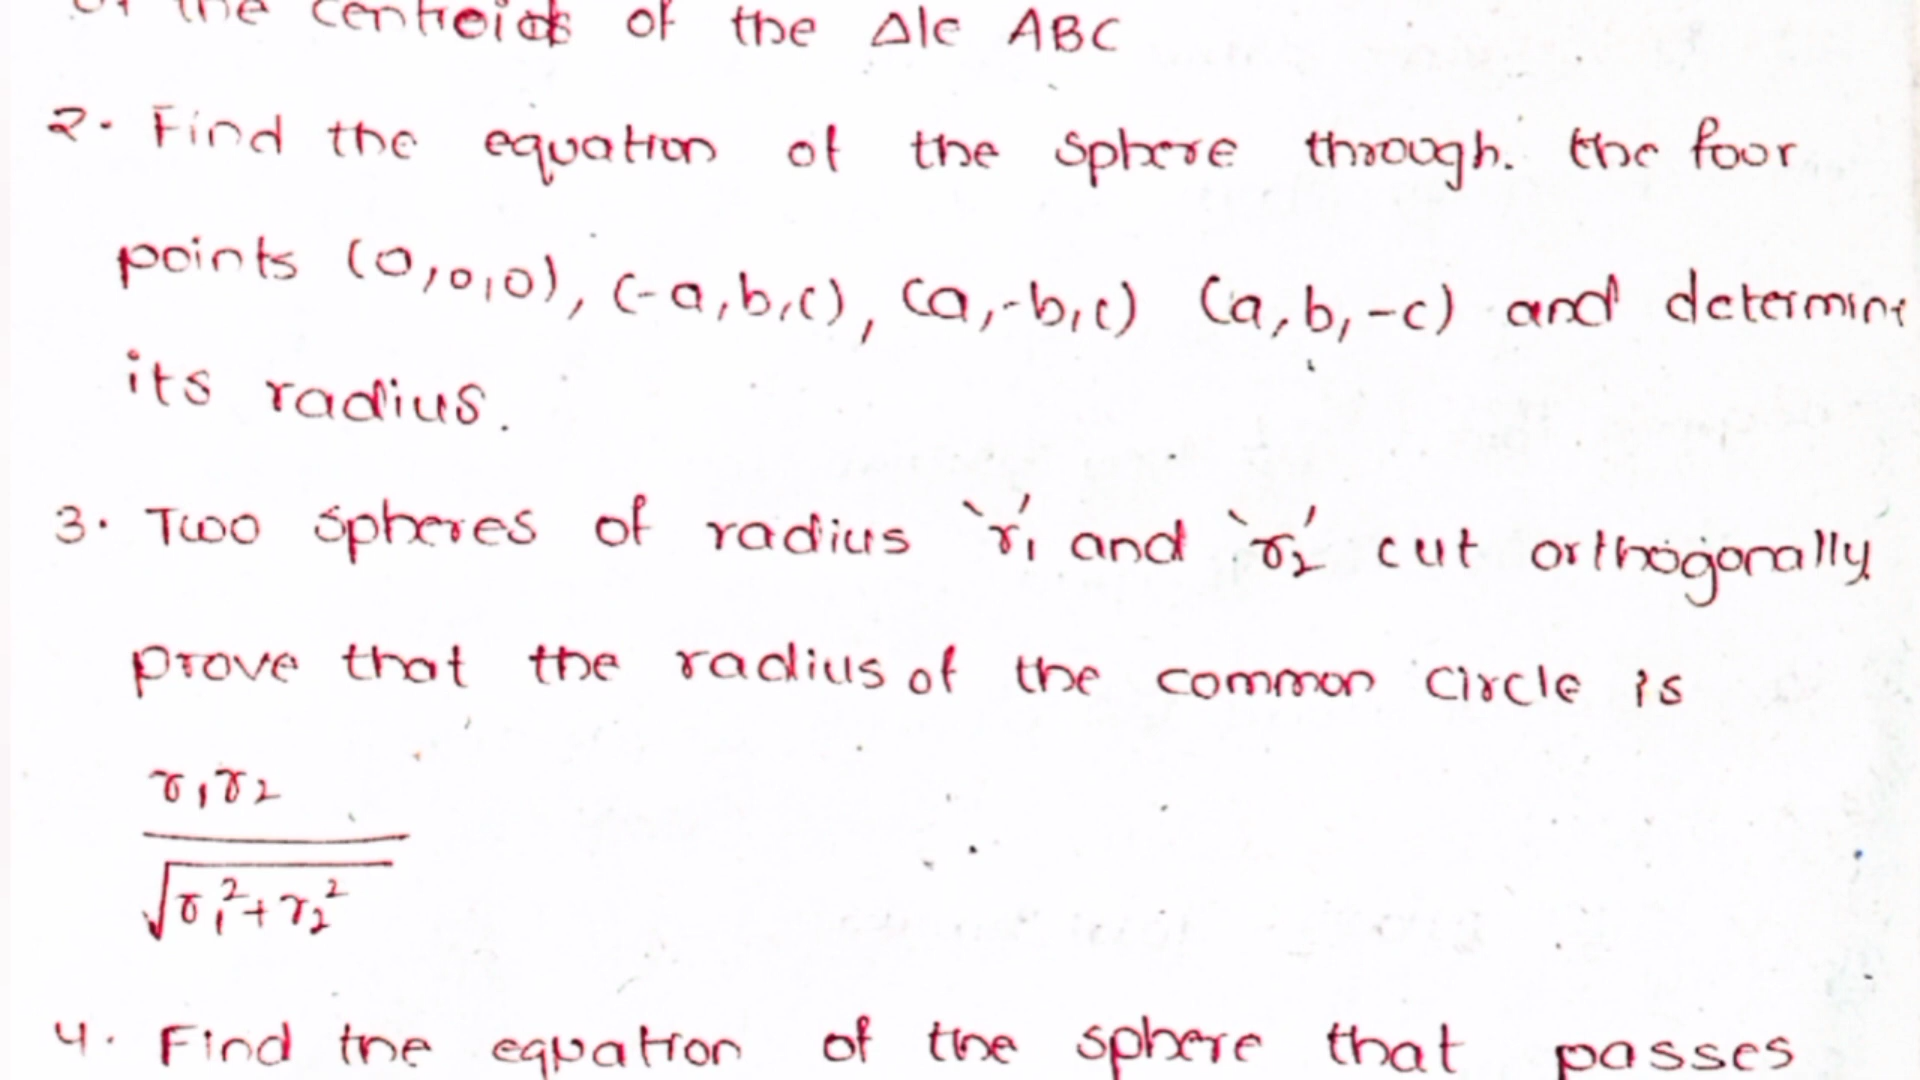 of the centroids of the Δle ABC
2. Find the equation of the sphere through. the four
points (0,0,0), (-a,b,c), (a,-b,c) (a,b,-c) and determine
its radius.
3. Two spheres of radius 'r₁' and 'r₂' cut orthogonally
prove that the radius of the common circle is
r₁r₂
√r₁²+r₂²
4. Find the equation of the sphere that passes